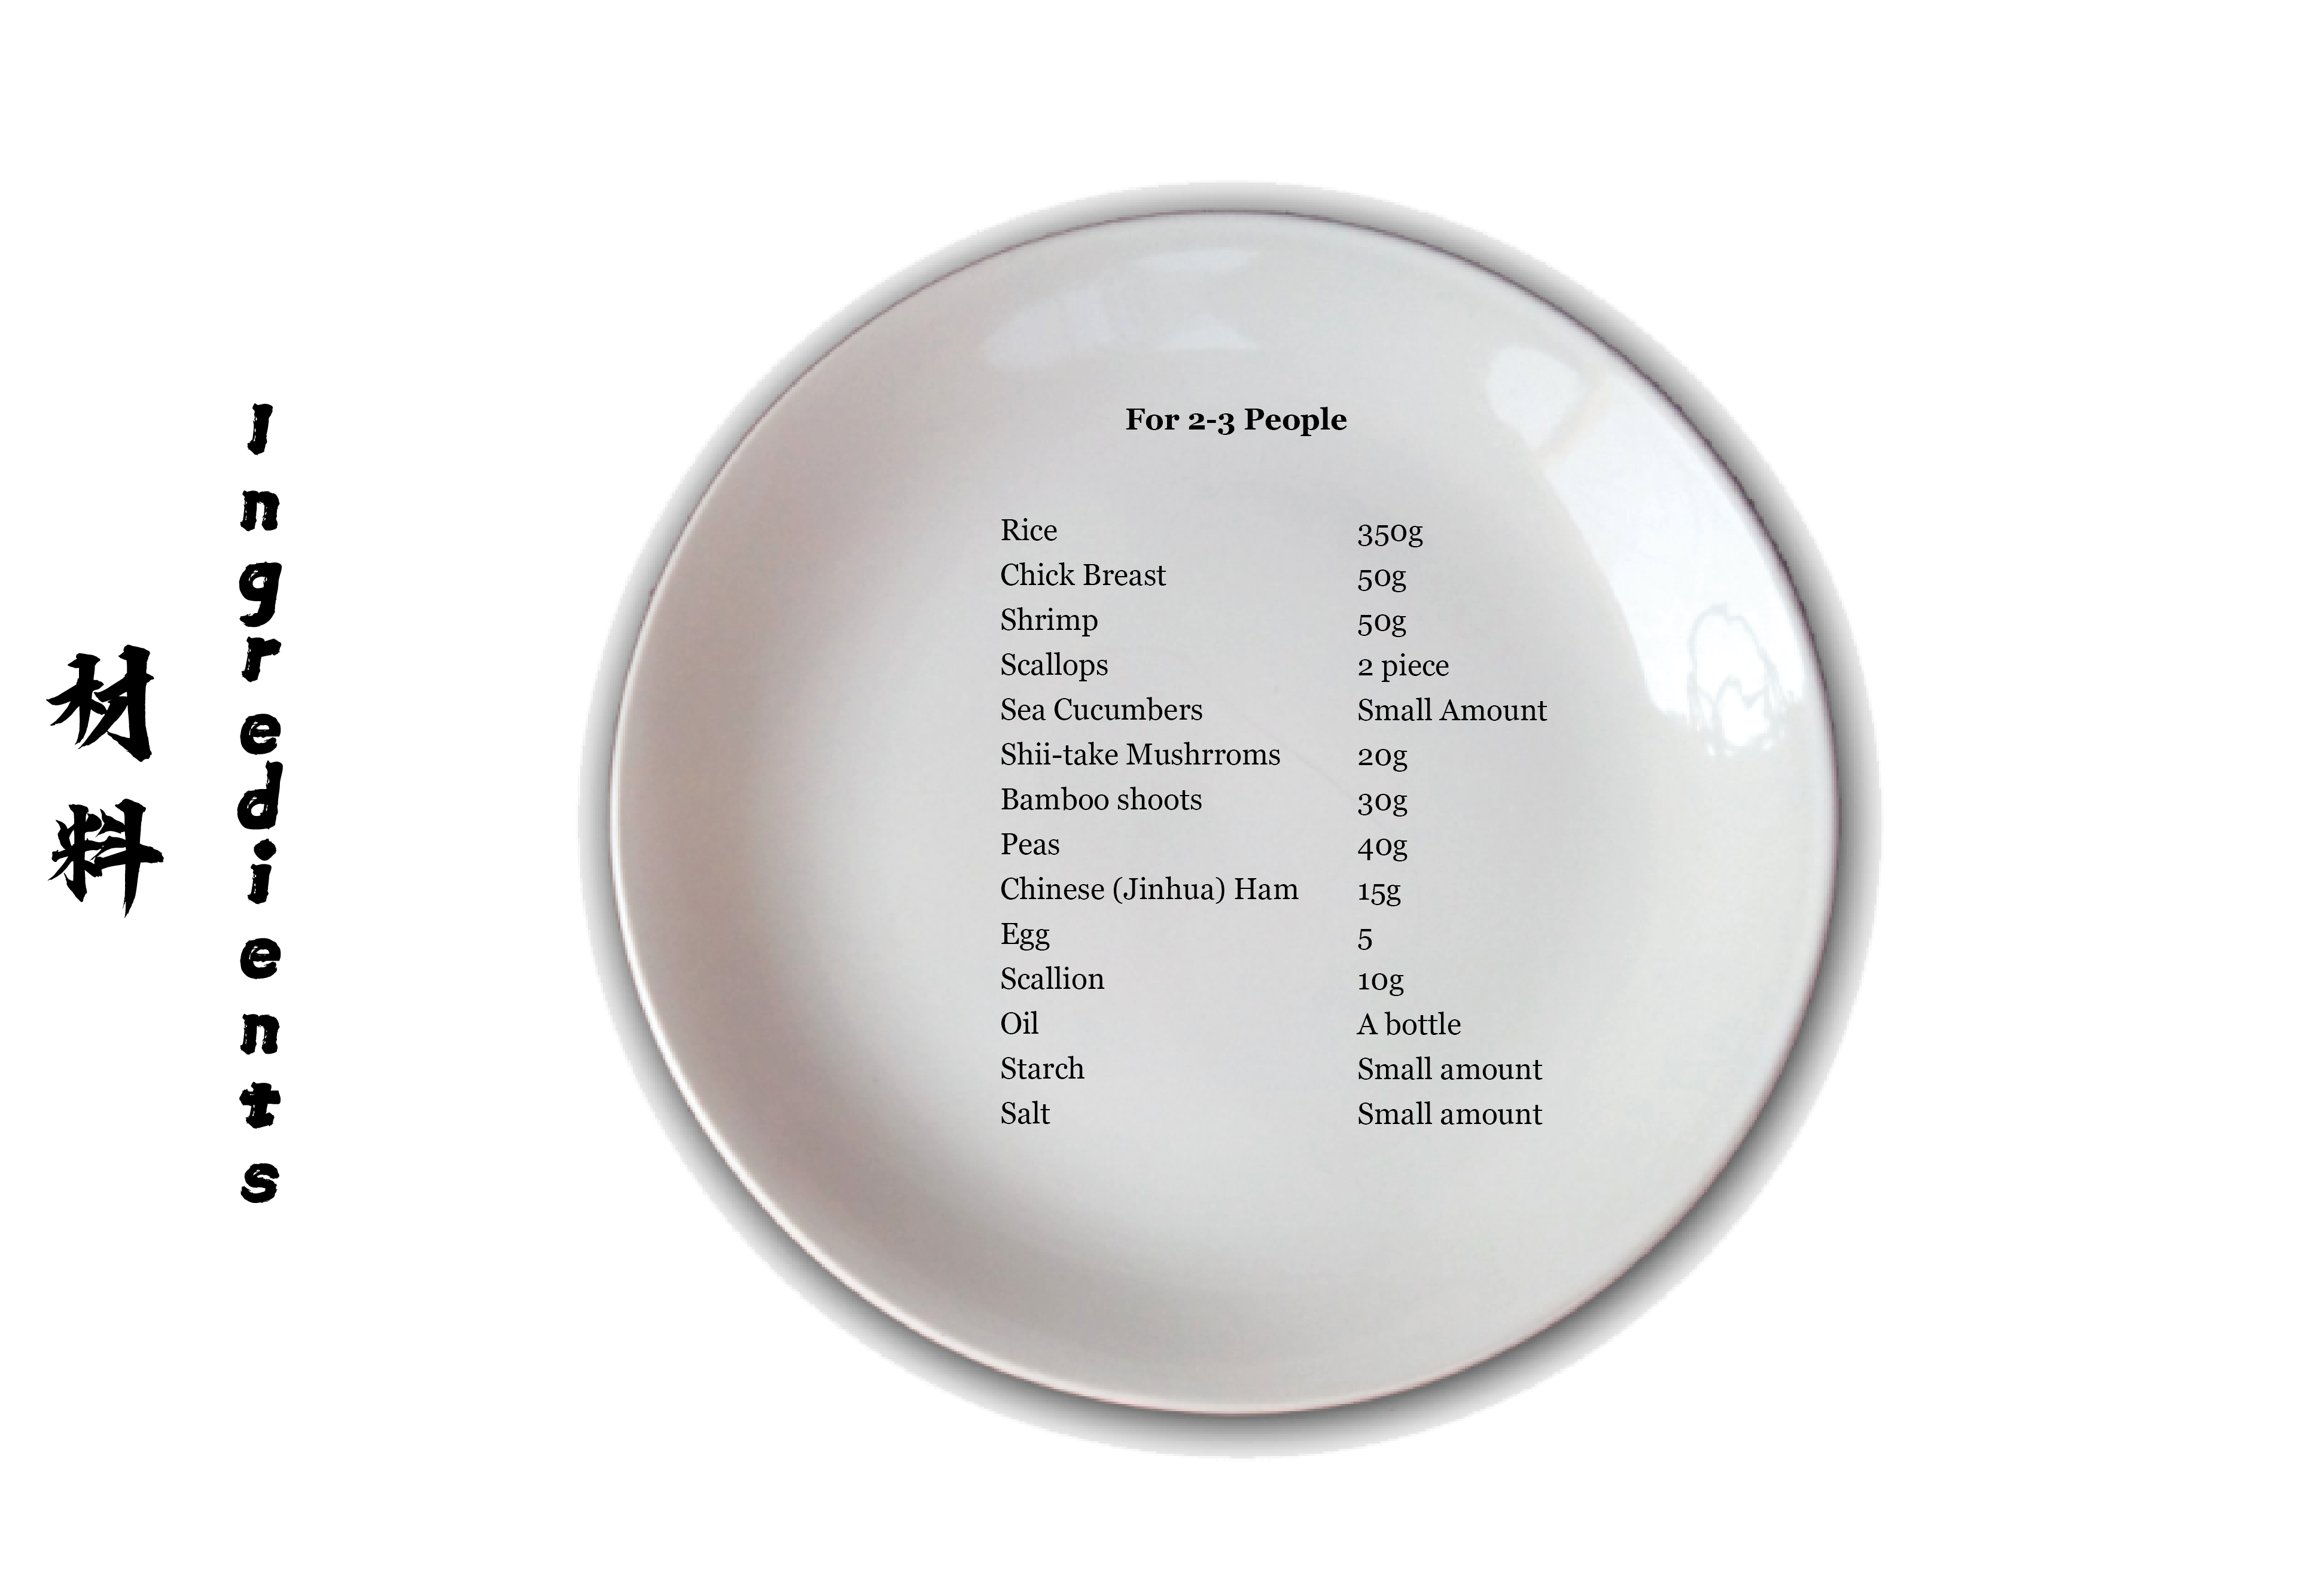 材料
Ingredients
For 2-3 People
Rice 350g
Chick Breast 50g
Shrimp 50g
Scallops 2 piece
Sea Cucumbers Small Amount
Shii-take Mushrroms 20g
Bamboo shoots 30g
Peas 40g
Chinese (Jinhua) Ham 15g
Egg 5
Scallion 10g
Oil A bottle
Starch Small amount
Salt Small amount